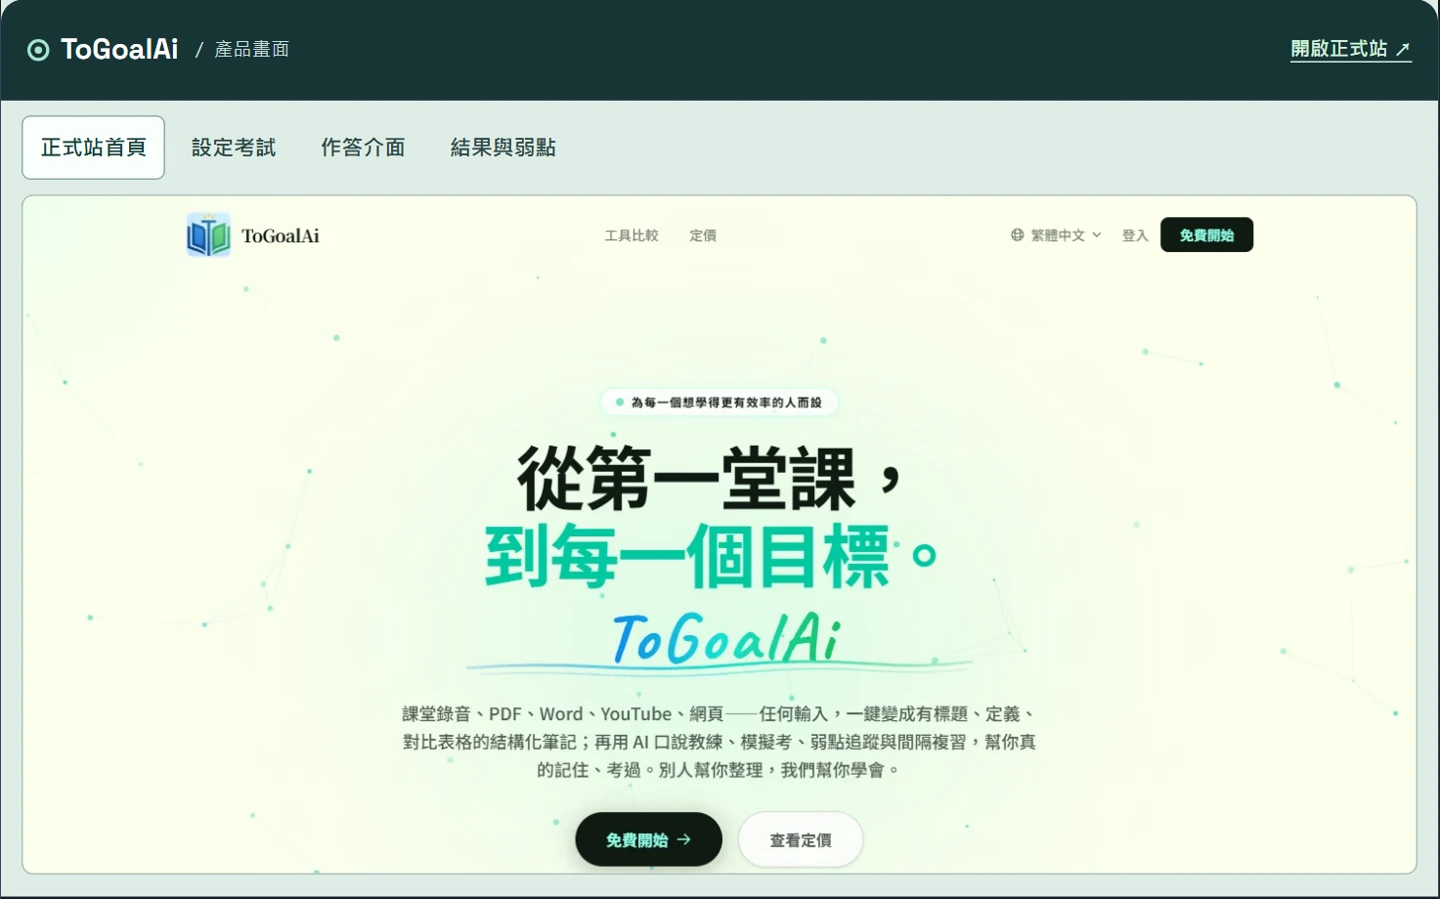 ToGoalAi / 產品畫面
開啟正式站 ↗
正式站首頁 設定考試 作答介面 結果與弱點
ToGoalAi
工具比較 定價
繁體中文 登入 免費開始
為每一個想學得更有效率的人而設
從第一堂課，
到每一個目標。
ToGoalAi
課堂錄音、PDF、Word、YouTube、網頁——任何輸入，一鍵變成有標題、定義、
對比表格的結構化筆記；再用 AI 口說教練、模擬考、弱點追蹤與間隔複習，幫你真
的記住、考過。別人幫你整理，我們幫你學會。
免費開始 → 查看定價